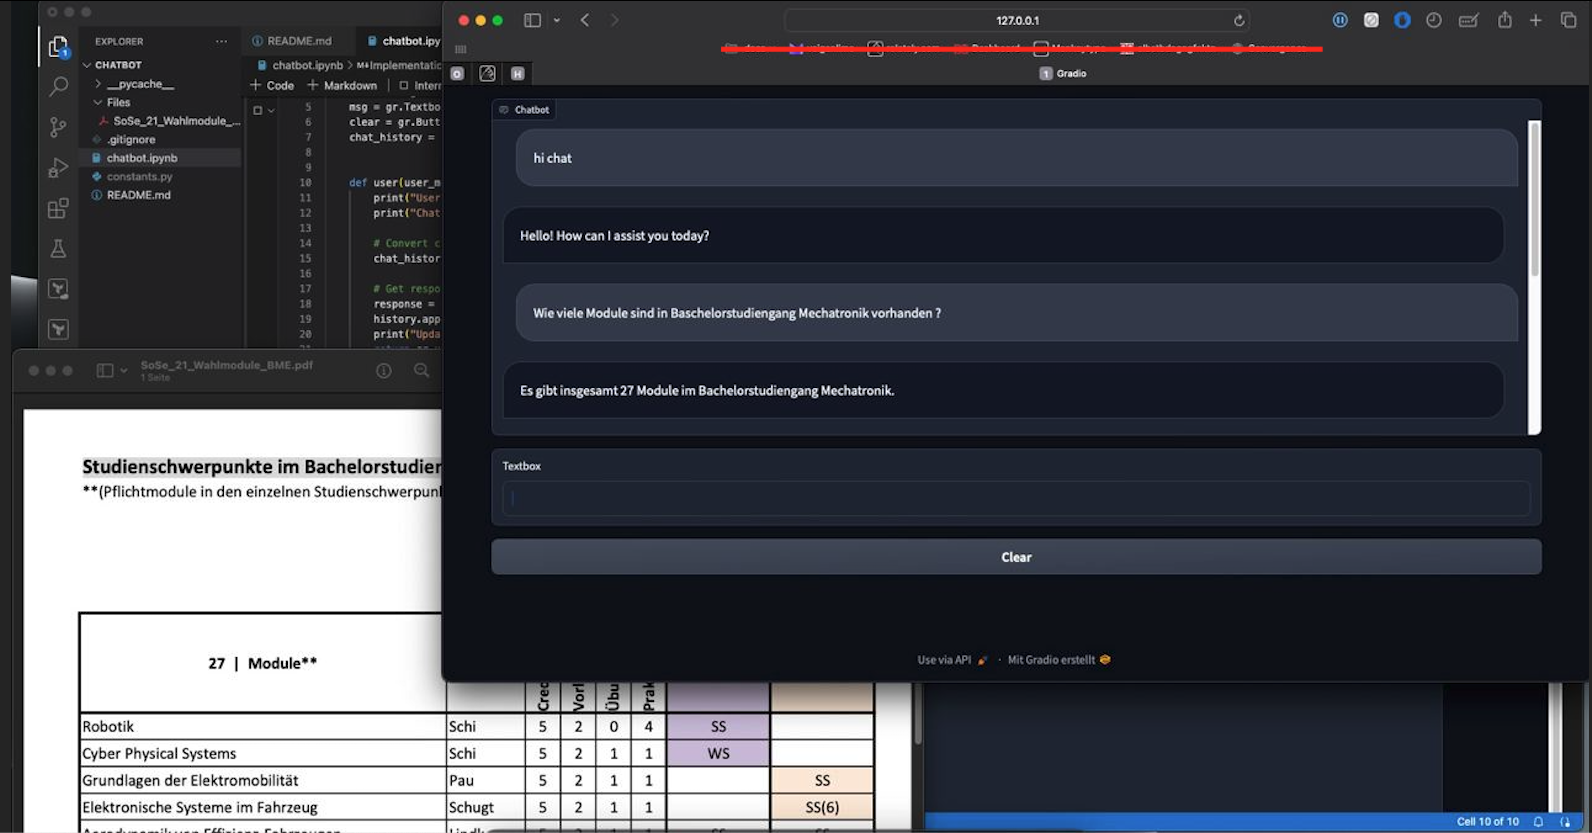 EXPLORER
CHATBOT
__pycache__
Files
SoSe_21_Wahlmodule_...
.gitignore
chatbot.ipynb
constants.py
README.md
1
README.md
chatbot.ipy
chatbot.ipynb > M↓Implementatic
+ Code + Markdown
5 msg = gr.Textbo
6 clear = gr.Butt
7 chat_history =
8
9
10 def user(user_m
11 print("User
12 print("Chat
13
14 # Convert c
15 chat_histor
16
17 # Get respo
18 response =
19 history.app
20 print("Upda
127.0.0.1
O
H
1 Gradio
Chatbot
hi chat
Hello! How can I assist you today?
Wie viele Module sind in Baschelorstudiengang Mechatronik vorhanden ?
Es gibt insgesamt 27 Module im Bachelorstudiengang Mechatronik.
Textbox
Clear
Use via API · Mit Gradio erstellt
SoSe_21_Wahlmodule_BME.pdf
1 Seite
Studienschwerpunkte im Bachelorstudier
**(Pflichtmodule in den einzelnen Studienschwerpunk
27 | Module**
Crec Vorl Übu Prak
Robotik Schi 5 2 0 4 SS
Cyber Physical Systems Schi 5 2 1 1 WS
Grundlagen der Elektromobilität Pau 5 2 1 1 SS
Elektronische Systeme im Fahrzeug Schugt 5 2 1 1 SS(6)
Cell 10 of 10